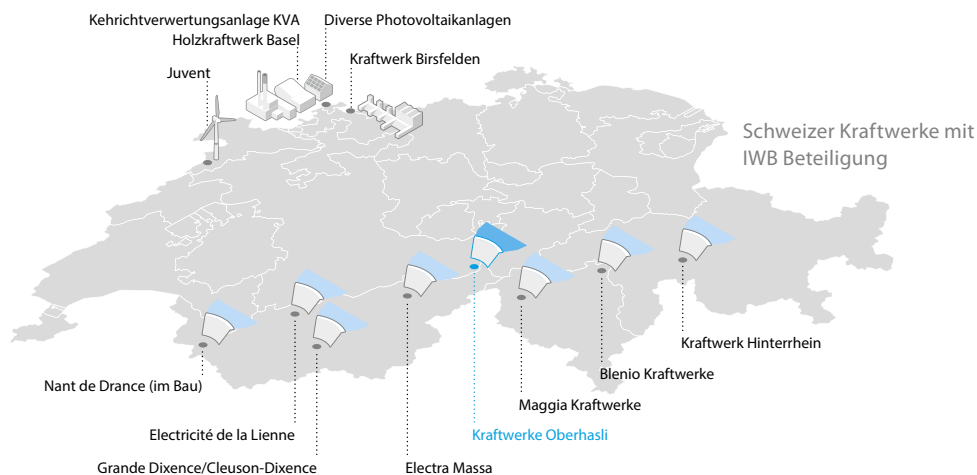 Kehrichtverwertungsanlage KVA
Diverse Photovoltaikanlagen
Holzkraftwerk Basel
Kraftwerk Birsfelden
Juvent
Schweizer Kraftwerke mit
IWB Beteiligung
Kraftwerk Hinterrhein
Blenio Kraftwerke
Nant de Drance (im Bau)
Maggia Kraftwerke
Electricité de la Lienne
Kraftwerke Oberhasli
Grande Dixence/Cleuson-Dixence
Electra Massa